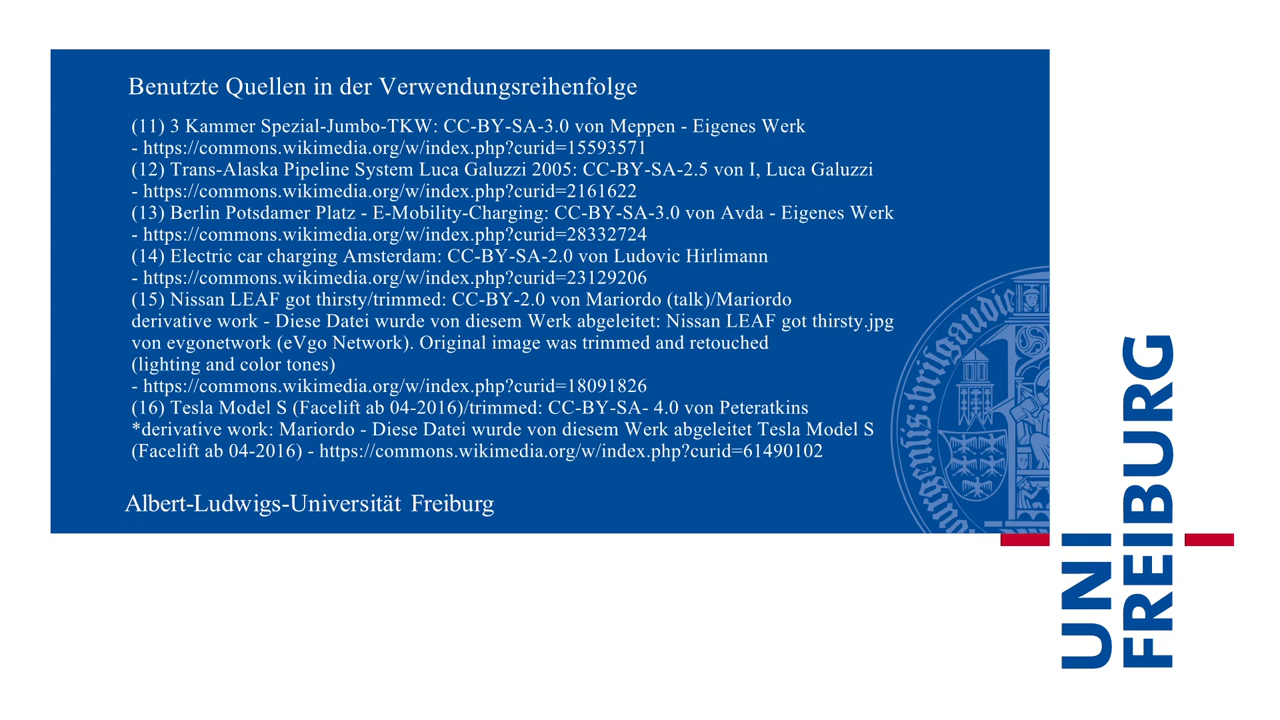 Benutzte Quellen in der Verwendungsreihenfolge
(11) 3 Kammer Spezial-Jumbo-TKW: CC-BY-SA-3.0 von Meppen - Eigenes Werk
- https://commons.wikimedia.org/w/index.php?curid=15593571
(12) Trans-Alaska Pipeline System Luca Galuzzi 2005: CC-BY-SA-2.5 von I, Luca Galuzzi
- https://commons.wikimedia.org/w/index.php?curid=2161622
(13) Berlin Potsdamer Platz - E-Mobility-Charging: CC-BY-SA-3.0 von Avda - Eigenes Werk
- https://commons.wikimedia.org/w/index.php?curid=28332724
(14) Electric car charging Amsterdam: CC-BY-SA-2.0 von Ludovic Hirlimann
- https://commons.wikimedia.org/w/index.php?curid=23129206
(15) Nissan LEAF got thirsty/trimmed: CC-BY-2.0 von Mariordo (talk)/Mariordo
derivative work - Diese Datei wurde von diesem Werk abgeleitet: Nissan LEAF got thirsty.jpg
von evgonetwork (eVgo Network). Original image was trimmed and retouched
(lighting and color tones)
- https://commons.wikimedia.org/w/index.php?curid=18091826
(16) Tesla Model S (Facelift ab 04-2016)/trimmed: CC-BY-SA- 4.0 von Peteratkins
*derivative work: Mariordo - Diese Datei wurde von diesem Werk abgeleitet Tesla Model S
(Facelift ab 04-2016) - https://commons.wikimedia.org/w/index.php?curid=61490102
Albert-Ludwigs-Universität Freiburg
UNI
FREIBURG